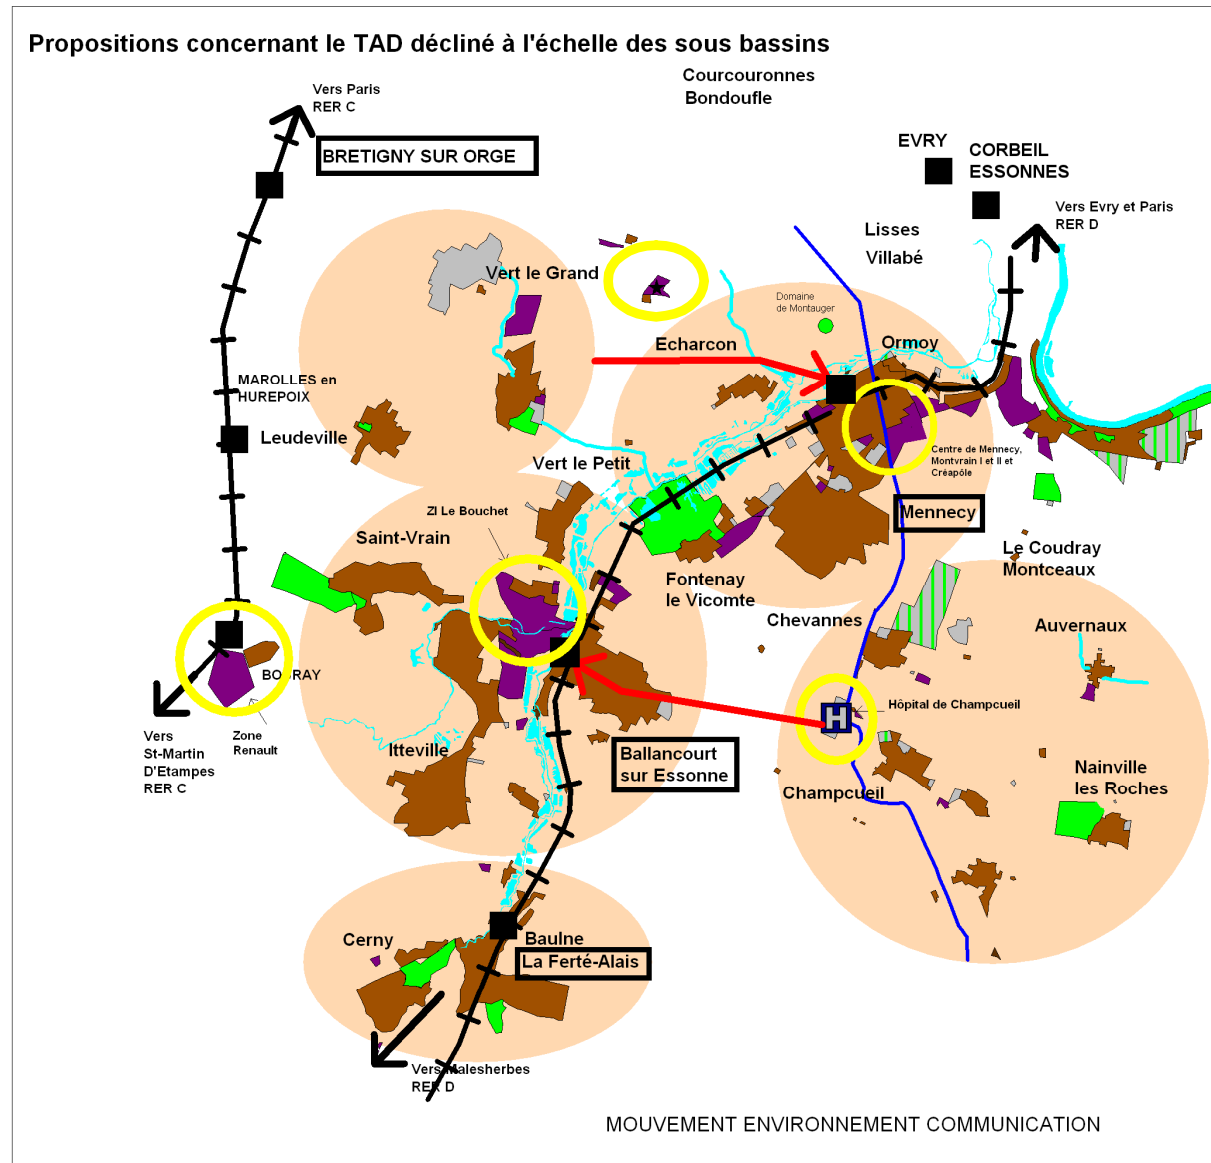 Propositions concernant le TAD décliné à l'échelle des sous bassins
Courcouronnes
Bondoufle
Vers Paris
RER C
BRETIGNY SUR ORGE
EVRY
CORBEIL
ESSONNES
Vers Evry et Paris
RER D
Lisses
Villabé
Vert le Grand
Domaine
de Montauger
Echarcon
Ormoy
MAROLLES en
HUREPOIX
Leudeville
Centre de Mennecy,
Montvrain I et II et
Créapôle
Vert le Petit
ZI Le Bouchet
Mennecy
Saint-Vrain
Le Coudray
Montceaux
Fontenay
le Vicomte
Chevannes
Auvernaux
BOURAY
Hôpital de Champcueil
H
Vers
St-Martin
D'Etampes
RER C
Zone
Renault
Itteville
Ballancourt
sur Essonne
Champcueil
Nainville
les Roches
Cerny
Baulne
La Ferté-Alais
Vers Malesherbes
RER D
MOUVEMENT ENVIRONNEMENT COMMUNICATION